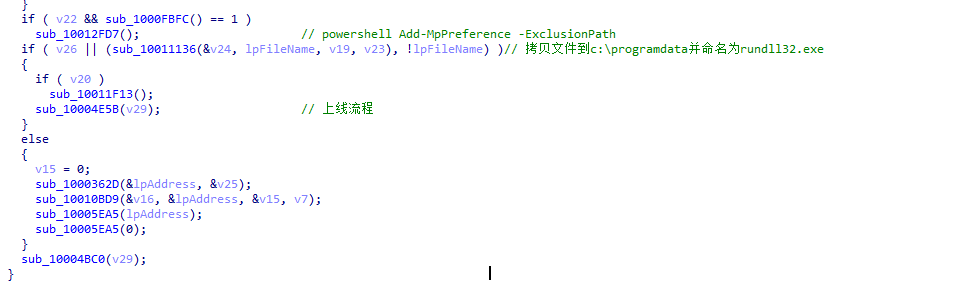 }
if ( v22 && sub_1000FBFC() == 1 )
sub_10012FD7(); // powershell Add-MpPreference -ExclusionPath
if ( v26 || (sub_10011136(&v24, lpFileName, v19, v23), !lpFileName) )// 拷贝文件到c:\programdata并命名为rundll32.exe
{
if ( v20 )
sub_10011F13();
sub_10004E5B(v29); // 上线流程
}
else
{
v15 = 0;
sub_1000362D(&lpAddress, &v25);
sub_10010BD9(&v16, &lpAddress, &v15, v7);
sub_10005EA5(lpAddress);
sub_10005EA5(0);
}
sub_10004BC0(v29);
}